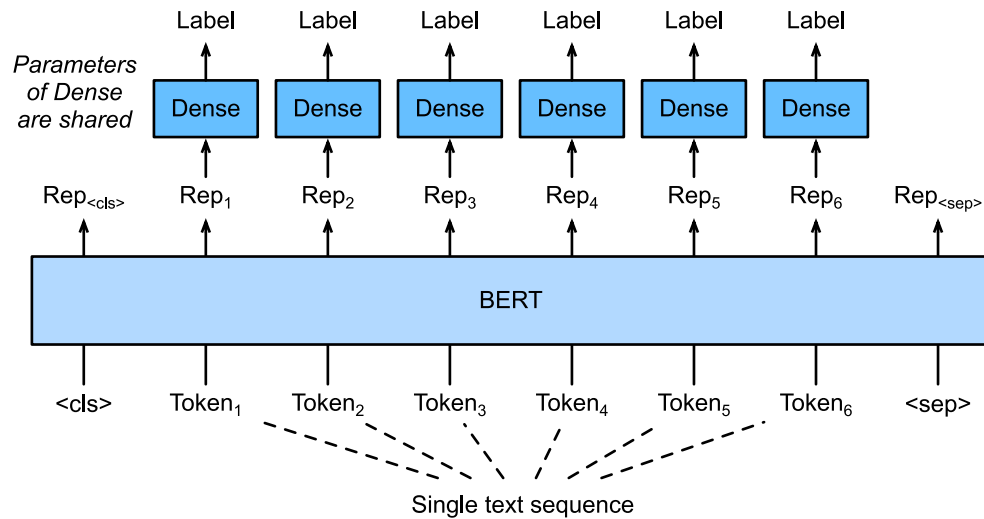 Label Label Label Label Label Label
Parameters
of Dense
are shared
Dense Dense Dense Dense Dense Dense
Rep<cls> Rep1 Rep2 Rep3 Rep4 Rep5 Rep6 Rep<sep>
BERT
<cls> Token1 Token2 Token3 Token4 Token5 Token6 <sep>
Single text sequence